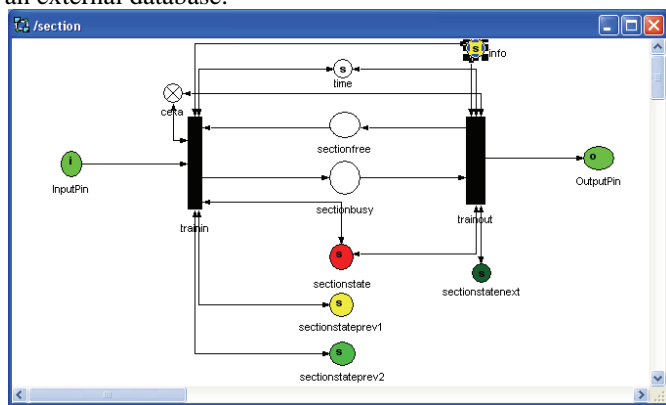 an external database.
/section
s
info
s
time
ceka
sectionfree
i
InputPin
o
OutputPin
sectionbusy
trainin
trainout
s
sectionstate
s
sectionstatenext
s
sectionstateprev1
s
sectionstateprev2